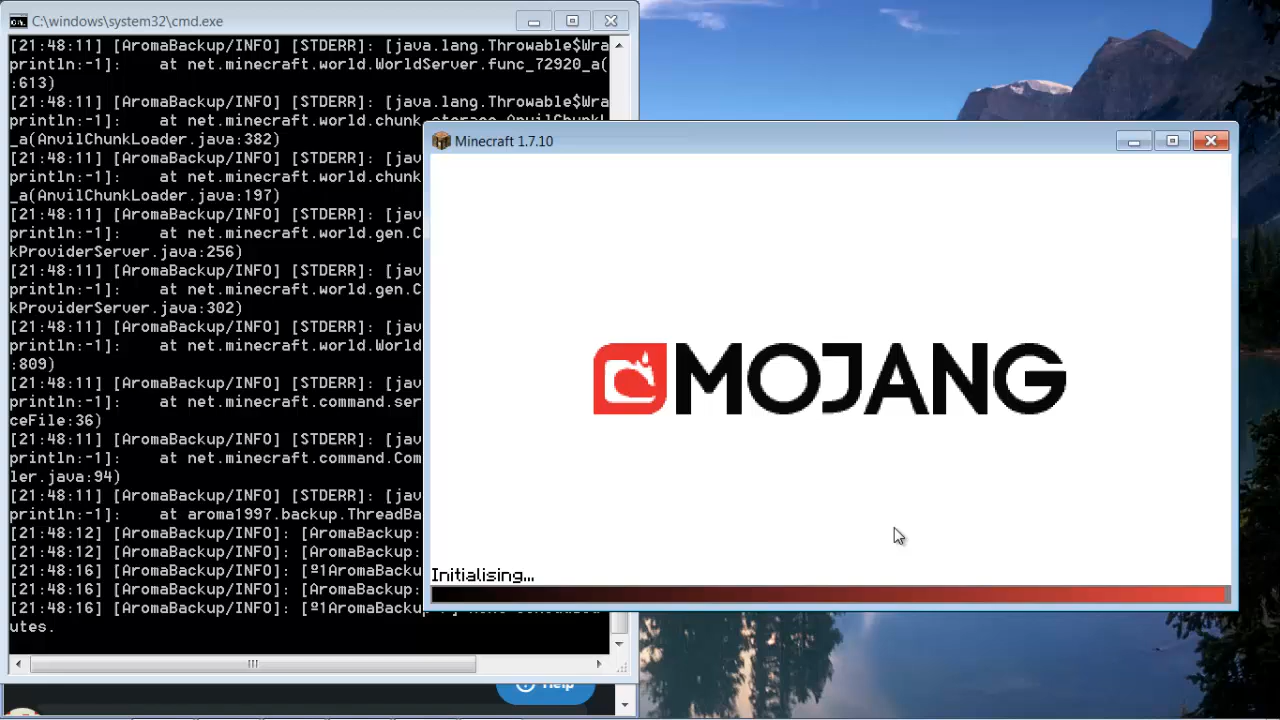 C:\windows\system32\cmd.exe
[21:48:11] [AromaBackup/INFO] [STDERR]: [java.lang.Throwable$Wra
println:-1]:    at net.minecraft.world.WorldServer.func_72920_a(
:613)
[21:48:11] [AromaBackup/INFO] [STDERR]: [java.lang.Throwable$Wra
println:-1]:    at net.minecraft.world.chunk.storage.AnvilChunkL
_a(AnvilChunkLoader.java:382)
[21:48:11] [AromaBackup/INFO] [STDERR]: [jav
println:-1]:    at net.minecraft.world.chunk
_a(AnvilChunkLoader.java:197)
[21:48:11] [AromaBackup/INFO] [STDERR]: [jav
println:-1]:    at net.minecraft.world.gen.C
kProviderServer.java:256)
[21:48:11] [AromaBackup/INFO] [STDERR]: [jav
println:-1]:    at net.minecraft.world.gen.C
kProviderServer.java:302)
[21:48:11] [AromaBackup/INFO] [STDERR]: [jav
println:-1]:    at net.minecraft.world.World
:809)
[21:48:11] [AromaBackup/INFO] [STDERR]: [jav
println:-1]:    at net.minecraft.command.ser
ceFile:36)
[21:48:11] [AromaBackup/INFO] [STDERR]: [jav
println:-1]:    at net.minecraft.command.Com
ler.java:94)
[21:48:11] [AromaBackup/INFO] [STDERR]: [jav
println:-1]:    at aroma1997.backup.ThreadBa
[21:48:12] [AromaBackup/INFO]: [AromaBackup:
[21:48:12] [AromaBackup/INFO]: [AromaBackup:
[21:48:16] [AromaBackup/INFO]: [º1AromaBacku
[21:48:16] [AromaBackup/INFO]: [AromaBackup:
[21:48:16] [AromaBackup/INFO]: [º1AromaBackup
utes.
Minecraft 1.7.10
MOJANG
Initialising...
Help